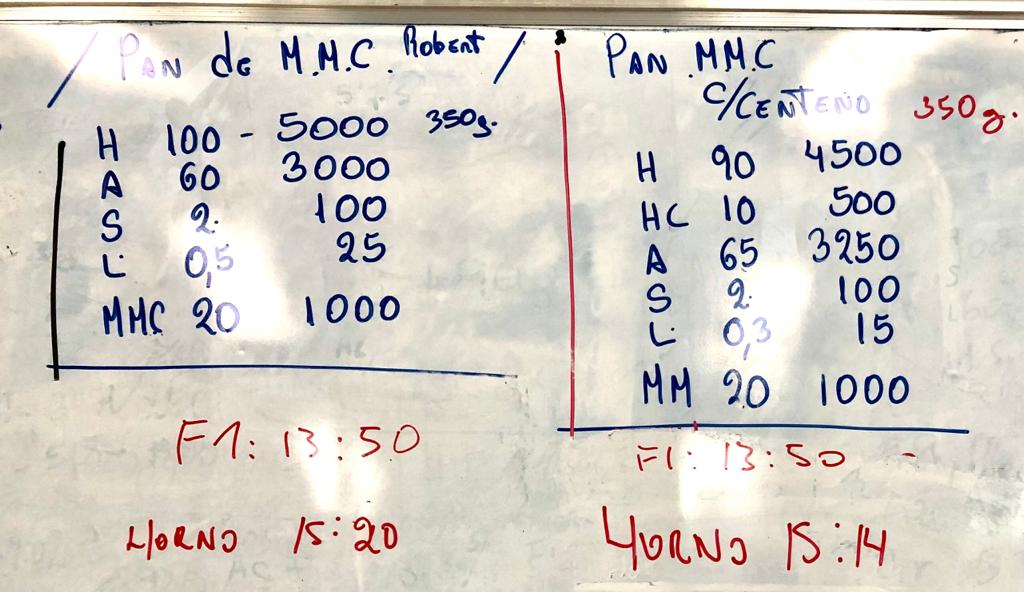 / PAN de M.M.C. Robert /
H 100 - 5000 350g.
A 60 3000
S 2. 100
L 0,5 25
MMC 20 1000
F1: 13:50
HORNO 15:20
PAN MMC
C/CENTENO 350g.
H 90 4500
HC 10 500
A 65 3250
S 2. 100
L 0,3 15
MM 20 1000
F1: 13:50 -
HORNO 15:14